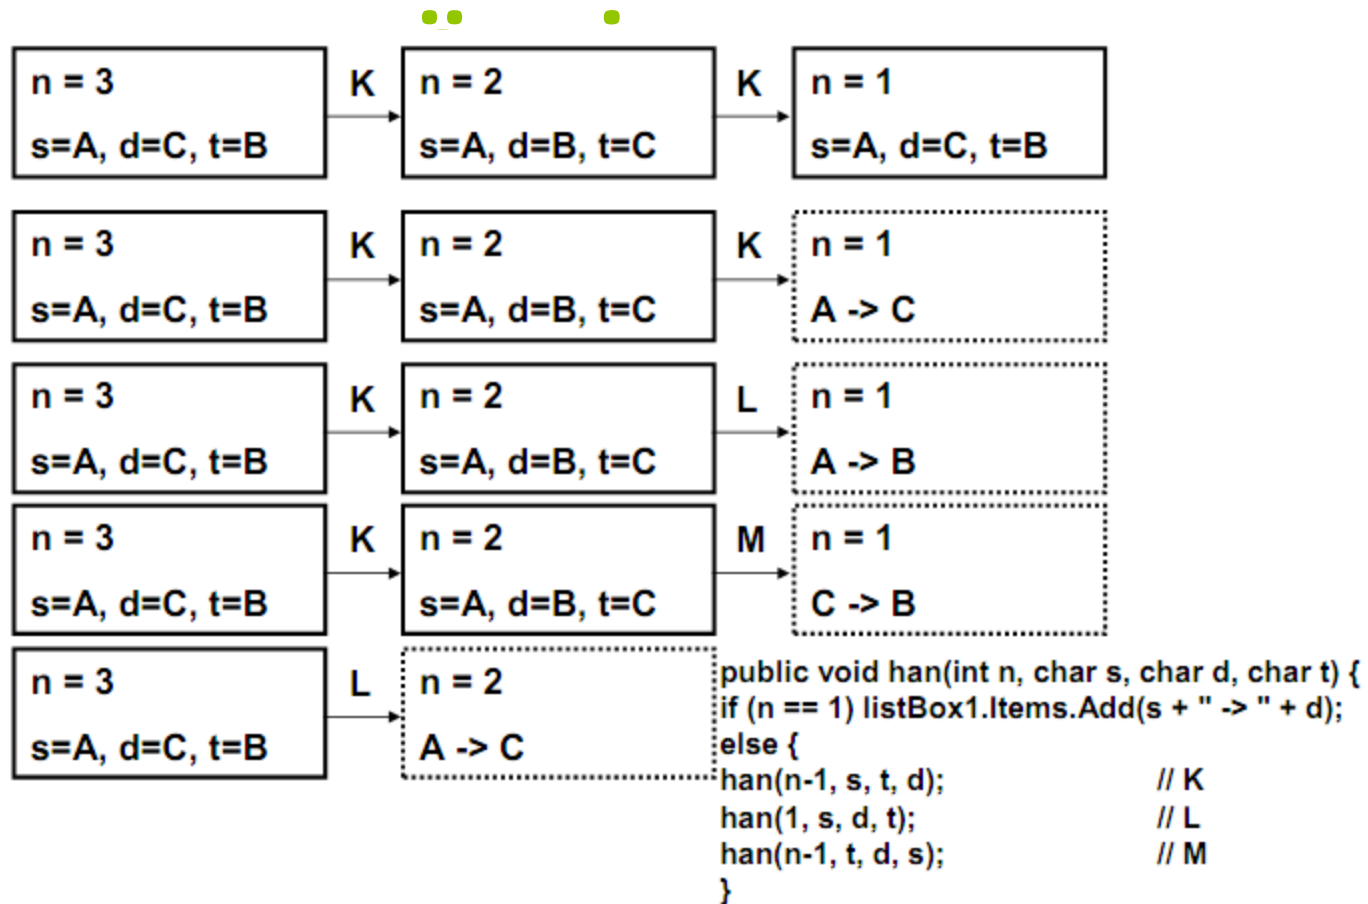 n = 3 K n = 2 K n = 1
s=A, d=C, t=B s=A, d=B, t=C s=A, d=C, t=B
n = 3 K n = 2 K n = 1
s=A, d=C, t=B s=A, d=B, t=C A -> C
n = 3 K n = 2 L n = 1
s=A, d=C, t=B s=A, d=B, t=C A -> B
n = 3 K n = 2 M n = 1
s=A, d=C, t=B s=A, d=B, t=C C -> B
n = 3 L n = 2
s=A, d=C, t=B A -> C
public void han(int n, char s, char d, char t) {
if (n == 1) listBox1.Items.Add(s + " -> " + d);
else {
han(n-1, s, t, d); // K
han(1, s, d, t); // L
han(n-1, t, d, s); // M
}